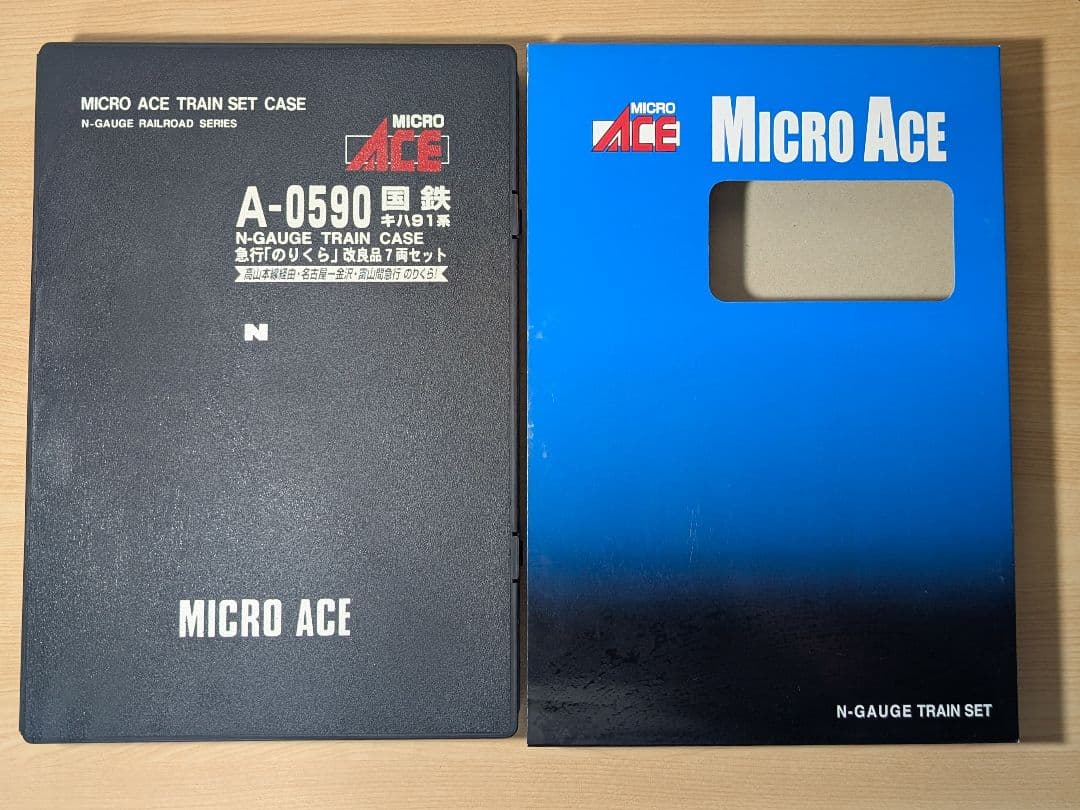 MICRO ACE TRAIN SET CASE
N-GAUGE RAILROAD SERIES
MICRO
ACE
A-0590 国鉄
キハ91系
N-GAUGE TRAIN CASE
急行「のりくら」改良品7両セット
高山本線経由・名古屋ー金沢・富山間急行 のりくら!
N
MICRO ACE
MICRO
ACE
MICRO ACE
N-GAUGE TRAIN SET